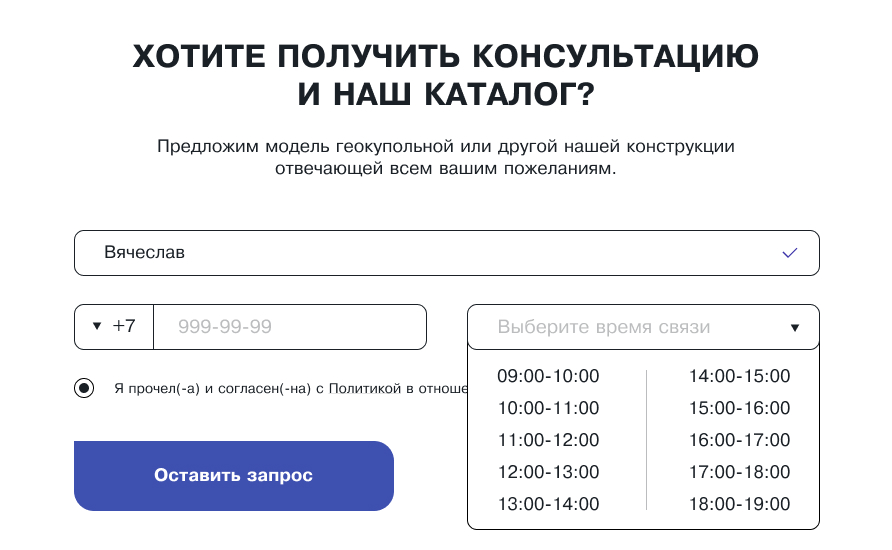 ХОТИТЕ ПОЛУЧИТЬ КОНСУЛЬТАЦИЮ
И НАШ КАТАЛОГ?
Предложим модель геокупольной или другой нашей конструкции
отвечающей всем вашим пожеланиям.
Вячеслав
+7 999-99-99
Выберите время связи
09:00-10:00 14:00-15:00
10:00-11:00 15:00-16:00
11:00-12:00 16:00-17:00
12:00-13:00 17:00-18:00
13:00-14:00 18:00-19:00
Я прочел(-а) и согласен(-на) с Политикой в отноше
Оставить запрос